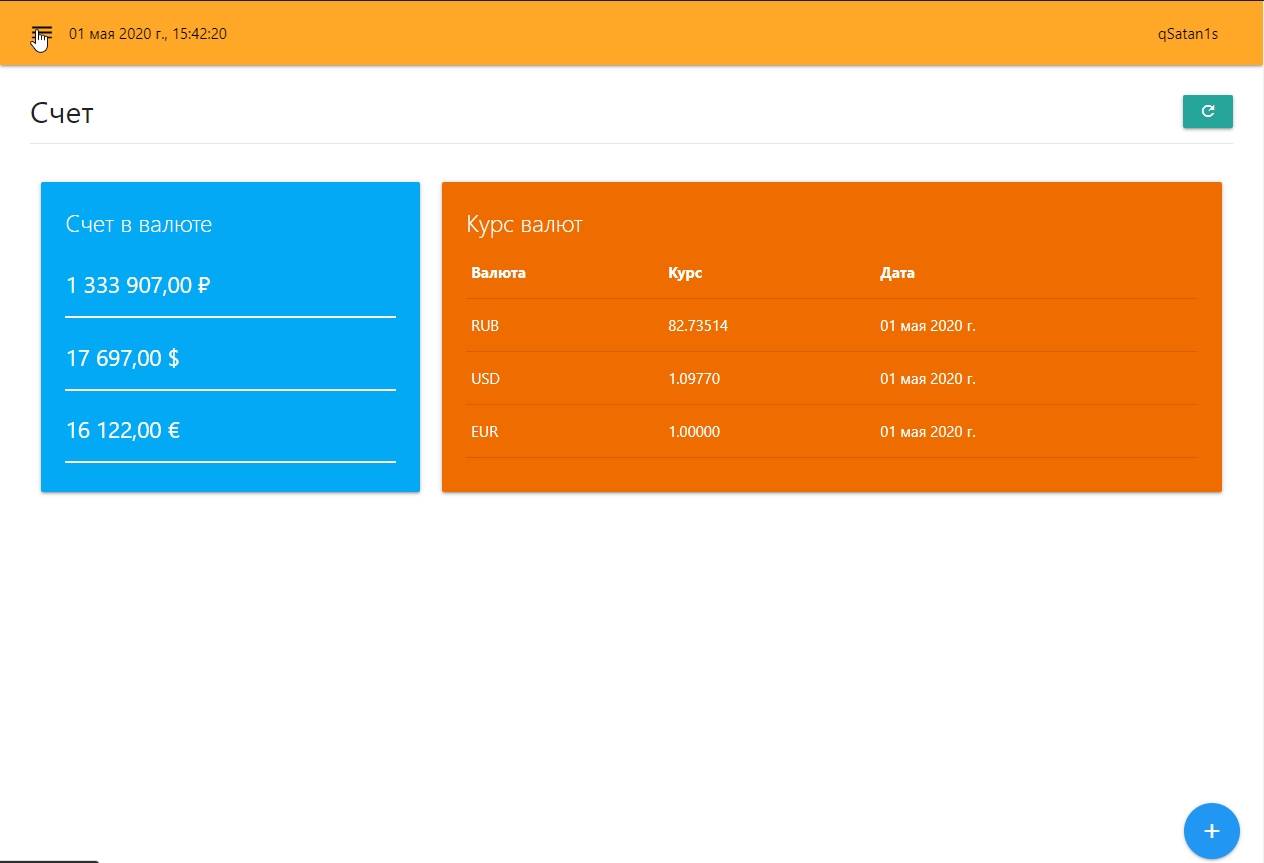 01 мая 2020 г., 15:42:20 qSatan1s
Счет
Счет в валюте
1 333 907,00 ₽
17 697,00 $
16 122,00 €
Курс валют
Валюта Курс Дата
RUB 82.73514 01 мая 2020 г.
USD 1.09770 01 мая 2020 г.
EUR 1.00000 01 мая 2020 г.